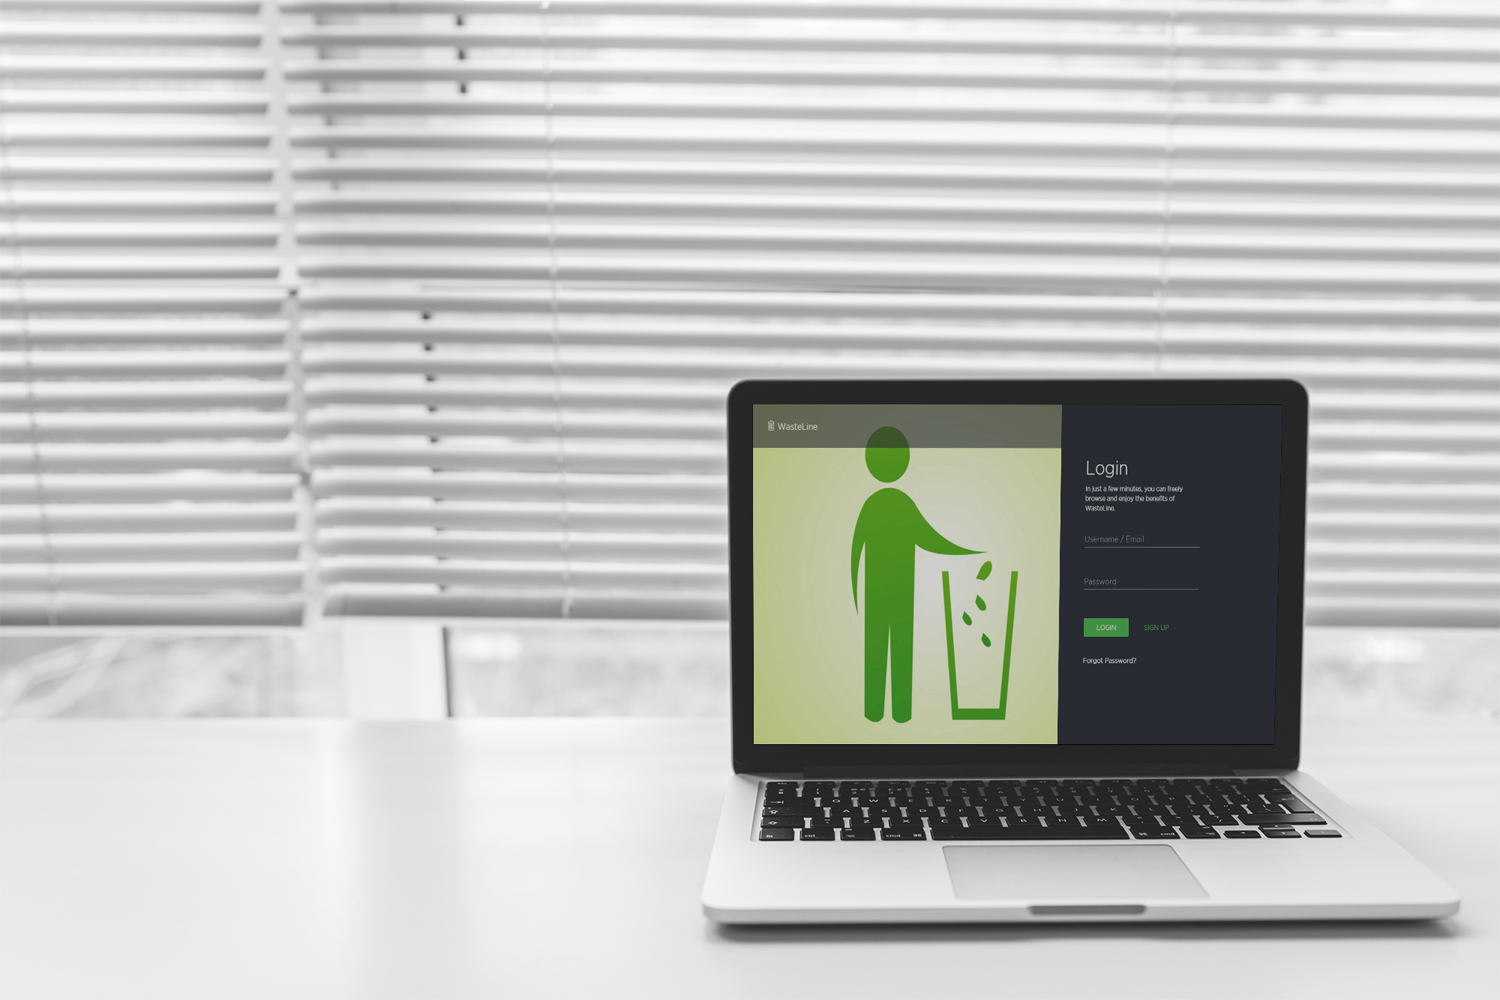 WasteLine
Login
In just a few minutes, you can freely
browse and enjoy the benefits of
WasteLine.
Username / Email
Password
LOGIN
SIGN UP
Forgot Password?